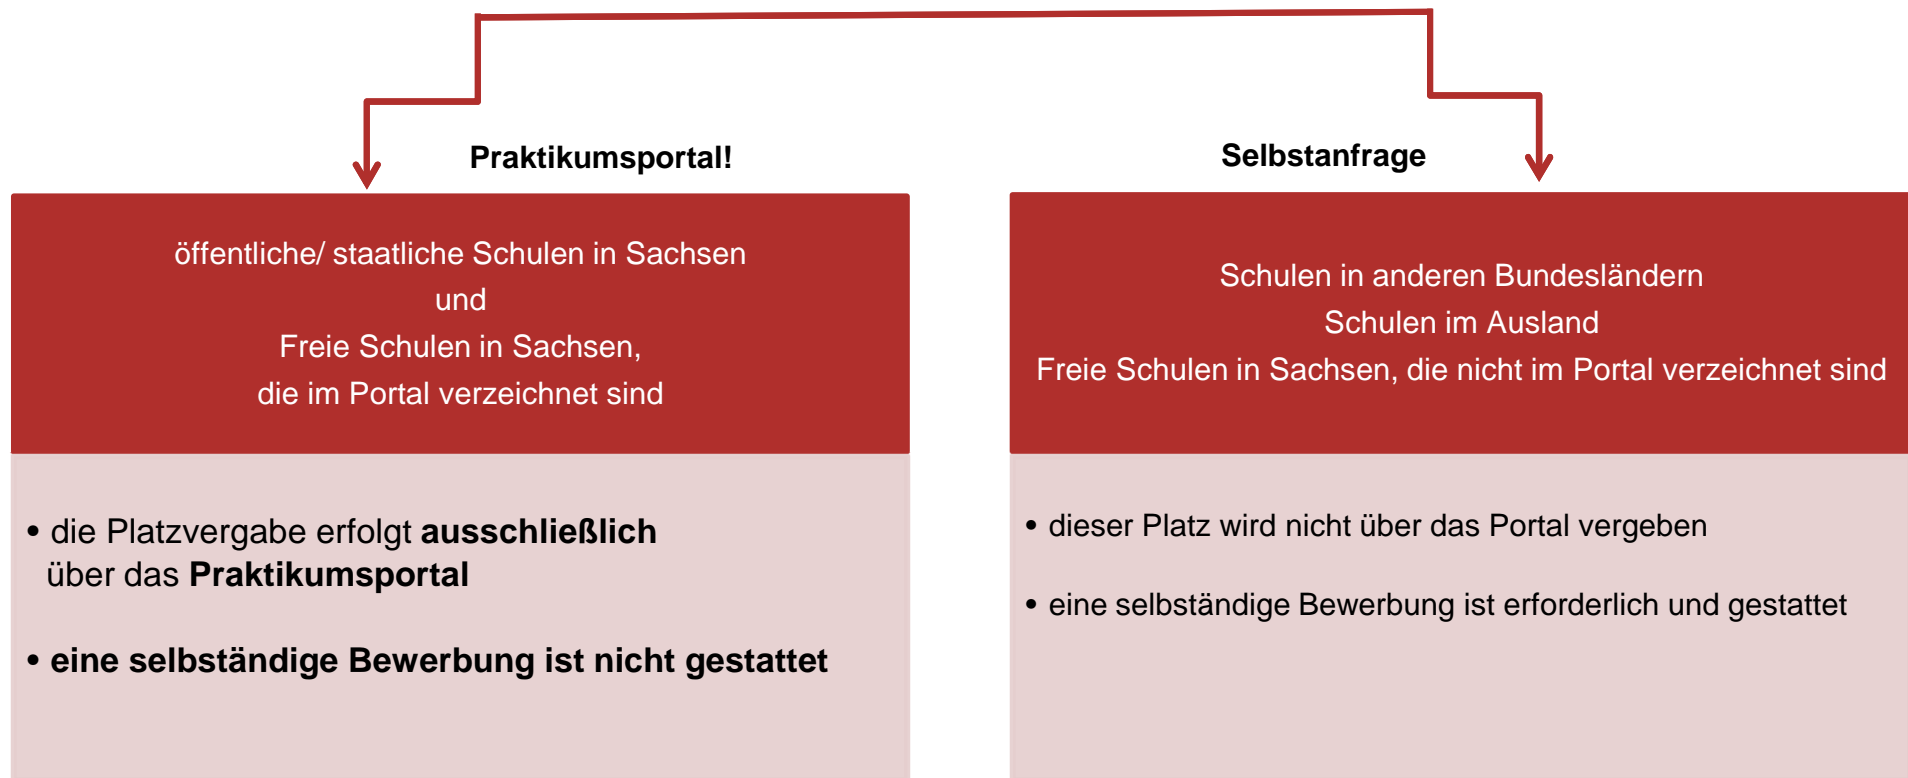 Praktikumsportal!
öffentliche/ staatliche Schulen in Sachsen
und
Freie Schulen in Sachsen,
die im Portal verzeichnet sind
• die Platzvergabe erfolgt ausschließlich
über das Praktikumsportal
• eine selbständige Bewerbung ist nicht gestattet
Selbstanfrage
Schulen in anderen Bundesländern
Schulen im Ausland
Freie Schulen in Sachsen, die nicht im Portal verzeichnet sind
• dieser Platz wird nicht über das Portal vergeben
• eine selbständige Bewerbung ist erforderlich und gestattet